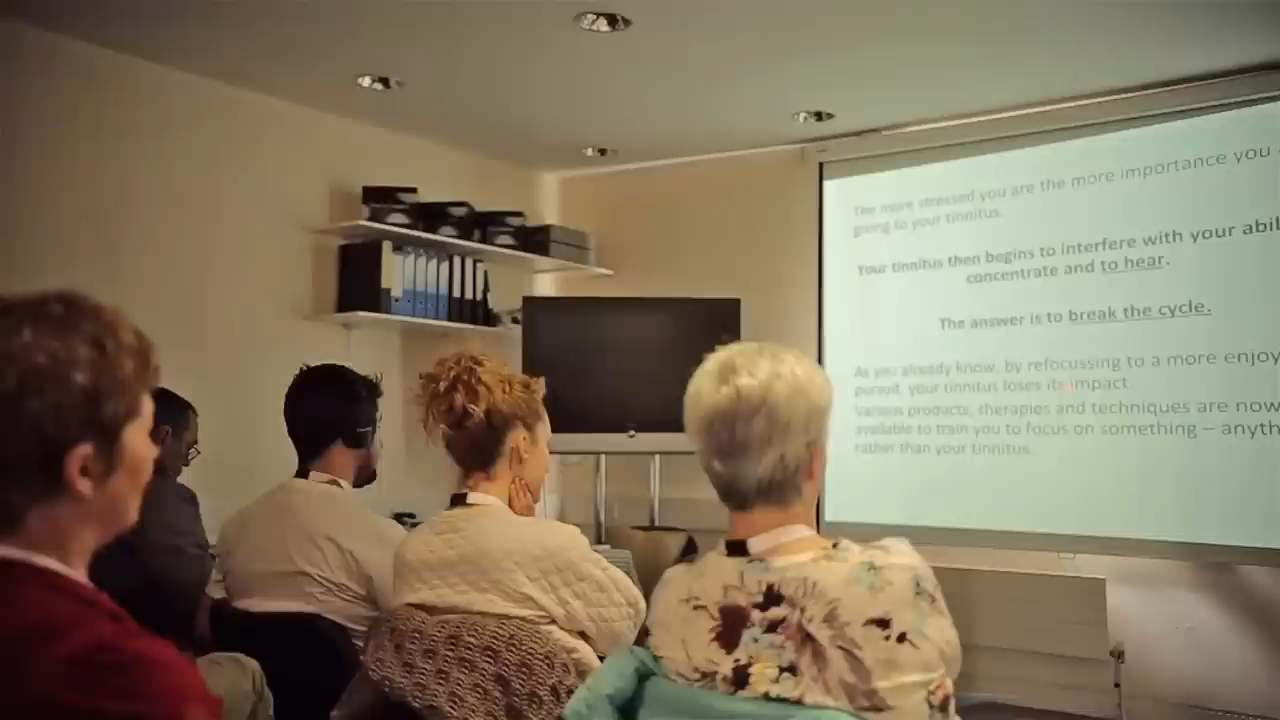 The more stressed you are the more importance you
going to your tinnitus.
Your tinnitus then begins to interfere with your abil
concentrate and to hear.
The answer is to break the cycle.
As you already know, by refocussing to a more enjoy
pursuit, your tinnitus loses its impact.
Various products, therapies and techniques are now
available to train you to focus on something – anyth
rather than your tinnitus.